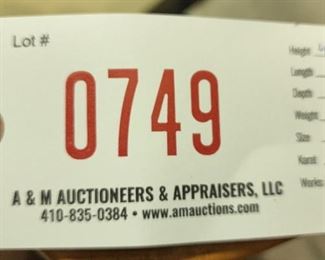 Lot #
0749
Height
Length
Depth
Weight
Size
Karat
Works
A & M AUCTIONEERS & APPRAISERS, LLC
410-835-0384 • www.amauctions.com